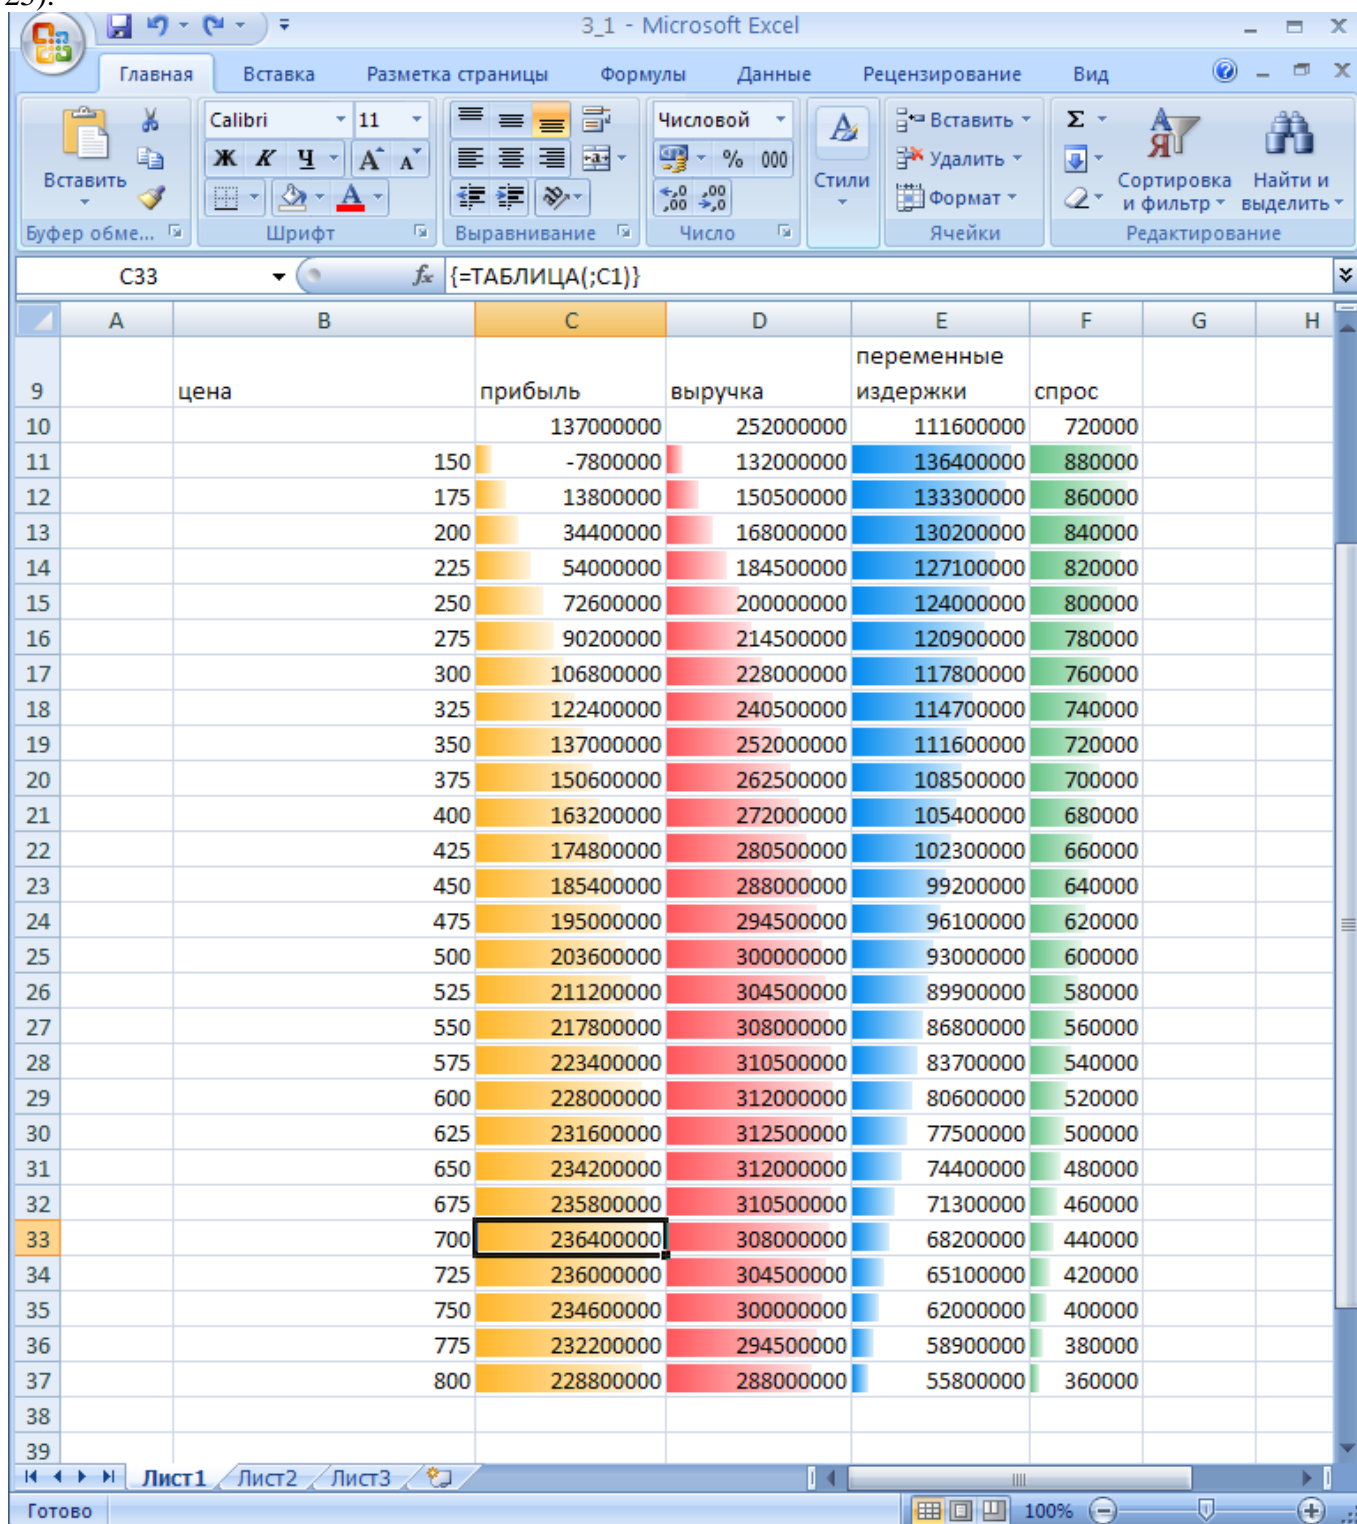 23).
3_1 - Microsoft Excel
Главная Вставка Разметка страницы Формулы Данные Рецензирование Вид
Calibri 11 Числовой Вставить Σ
Ж К Ч А А % 000 Удалить
Вставить Стили Формат Сортировка и фильтр Найти и выделить
Буфер обме... Шрифт Выравнивание Число Ячейки Редактирование
C33 fx {=ТАБЛИЦА(;C1)}
A B C D E F G H
9 цена прибыль выручка переменные издержки спрос
10 137000000 252000000 111600000 720000
11 150 -7800000 132000000 136400000 880000
12 175 13800000 150500000 133300000 860000
13 200 34400000 168000000 130200000 840000
14 225 54000000 184500000 127100000 820000
15 250 72600000 200000000 124000000 800000
16 275 90200000 214500000 120900000 780000
17 300 106800000 228000000 117800000 760000
18 325 122400000 240500000 114700000 740000
19 350 137000000 252000000 111600000 720000
20 375 150600000 262500000 108500000 700000
21 400 163200000 272000000 105400000 680000
22 425 174800000 280500000 102300000 660000
23 450 185400000 288000000 99200000 640000
24 475 195000000 294500000 96100000 620000
25 500 203600000 300000000 93000000 600000
26 525 211200000 304500000 89900000 580000
27 550 217800000 308000000 86800000 560000
28 575 223400000 310500000 83700000 540000
29 600 228000000 312000000 80600000 520000
30 625 231600000 312500000 77500000 500000
31 650 234200000 312000000 74400000 480000
32 675 235800000 310500000 71300000 460000
33 700 236400000 308000000 68200000 440000
34 725 236000000 304500000 65100000 420000
35 750 234600000 300000000 62000000 400000
36 775 232200000 294500000 58900000 380000
37 800 228800000 288000000 55800000 360000
38
39
Лист1 Лист2 Лист3
Готово 100%